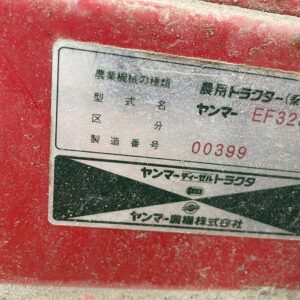 農業機械の種類 農用トラクター(
型式名 ヤンマー EF32
区分
製造番号 00399
ヤンマーディーゼルトラクタ
ヤンマー農機株式会社